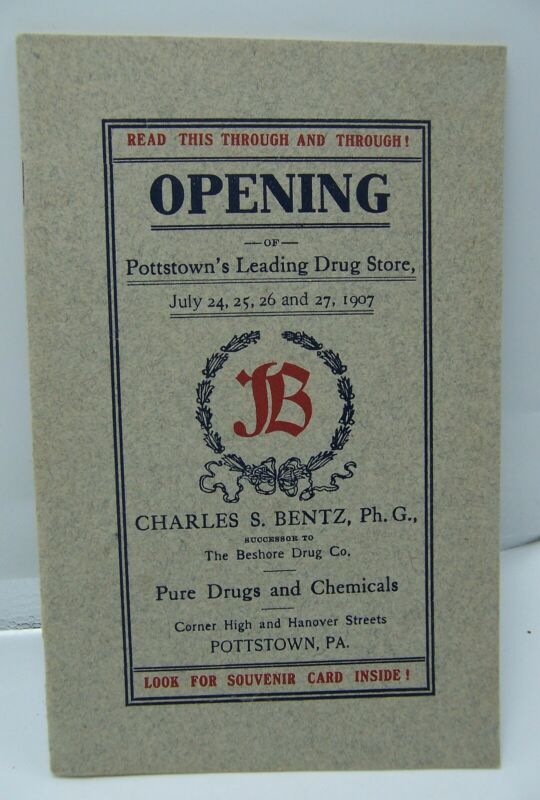 READ THIS THROUGH AND THROUGH!
OPENING
—OF—
Pottstown's Leading Drug Store,
July 24, 25, 26 and 27, 1907
B
CHARLES S. BENTZ, Ph. G.,
SUCCESSOR TO
The Beshore Drug Co.
Pure Drugs and Chemicals
Corner High and Hanover Streets
POTTSTOWN, PA.
LOOK FOR SOUVENIR CARD INSIDE!